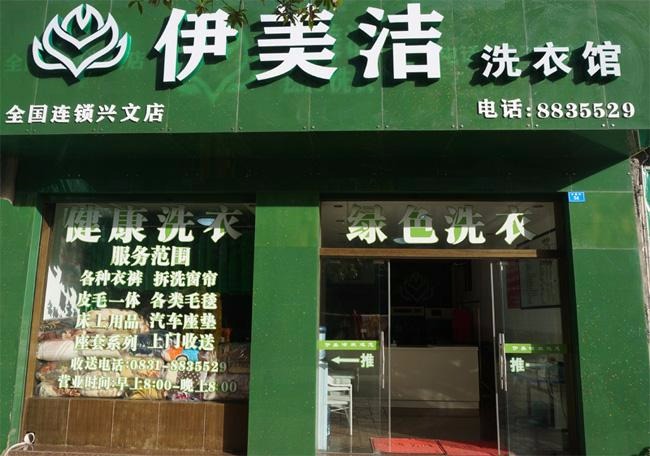 伊美洁 洗衣馆
全国连锁兴文店
电话:8835529
健康洗衣
服务范围
各种衣裤 拆洗窗帘
皮毛一体 各类毛毯
床上用品 汽车座垫
座套系列 上门收送
收送电话:0831-8835529
营业时间:早上8:00-晚上8:00
绿色洗衣
推
推